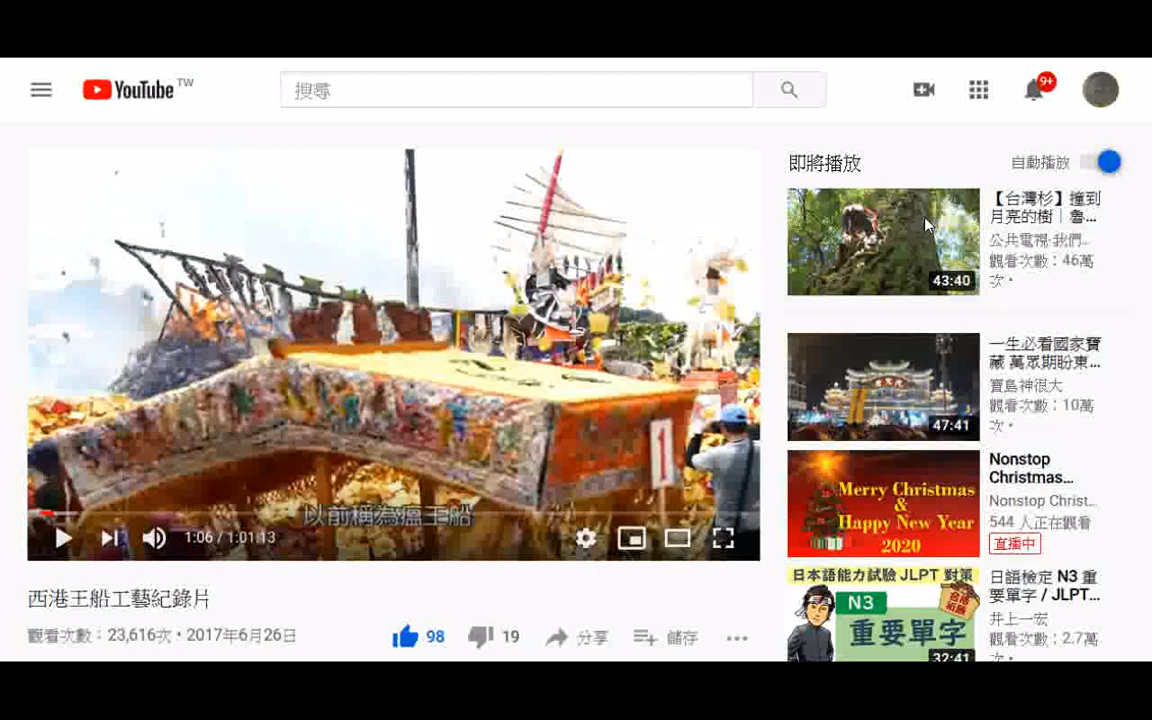 YouTube TW
搜尋
9+
以前稱為瘟王船
1:06 / 1:01:13
1
西港王船工藝紀錄片
觀看次數：23,616次 • 2017年6月26日
98
19
分享
儲存
即將播放
自動播放
43:40
【台灣杉】撞到
月亮的樹｜魯...
公共電視-我們...
觀看次數：46萬
次 •
47:41
一生必看國家寶
藏 萬眾期盼東...
寶島神很大
觀看次數：10萬
次 •
Merry Christmas
&
Happy New Year
2020
Nonstop
Christmas...
Nonstop Christ...
544 人正在觀看
直播中
日本語能力試驗 JLPT 對策
N3
合格祈願
重要單字
32:41
日語檢定 N3 重
要單字 / JLPT...
井上一宏
觀看次數：2.7萬
次 •